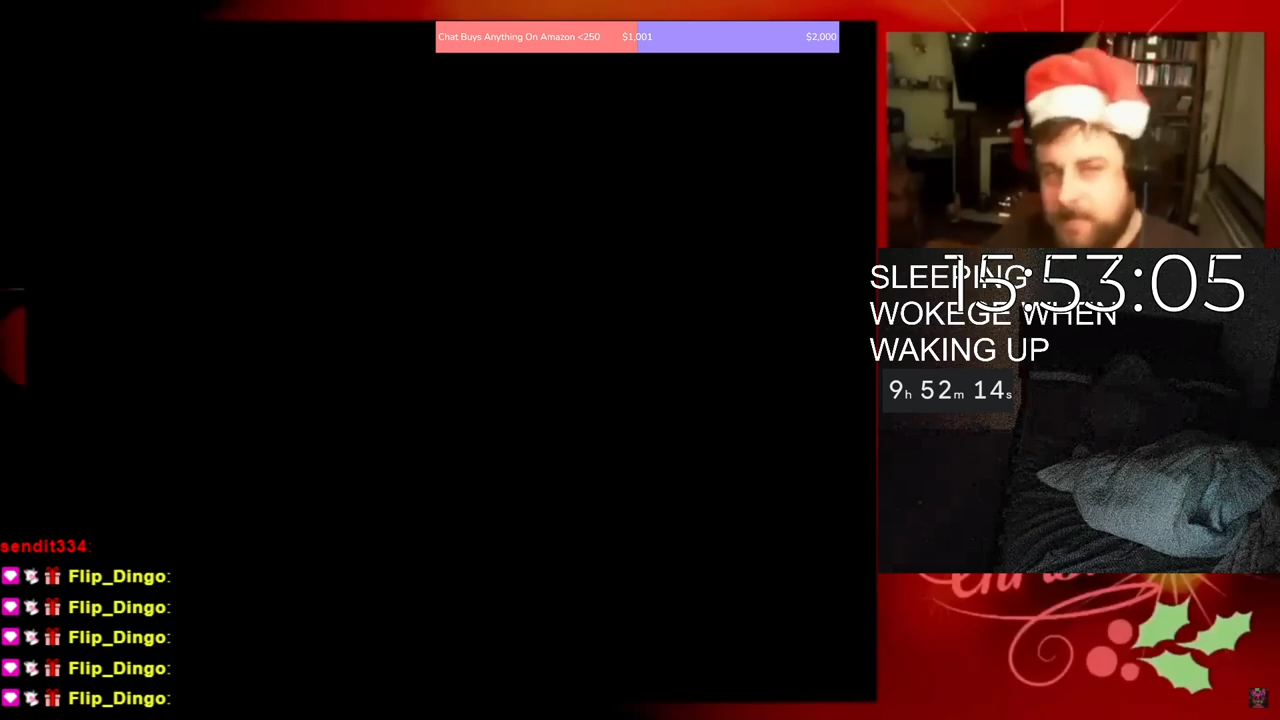 Chat Buys Anything On Amazon <250 $1,001 $2,000
15:53:05
SLEEPING
WOKEGE WHEN
WAKING UP
9h 52m 14s
sendit334:
Flip_Dingo:
Flip_Dingo:
Flip_Dingo:
Flip_Dingo:
Flip_Dingo: